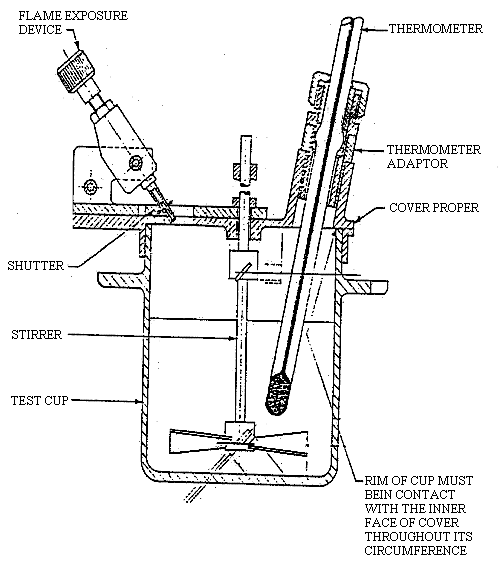 FLAME EXPOSURE
DEVICE
THERMOMETER
THERMOMETER
ADAPTOR
COVER PROPER
SHUTTER
STIRRER
TEST CUP
RIM OF CUP MUST
BEIN CONTACT
WITH THE INNER
FACE OF COVER
THROUGHOUT ITS
CIRCUMFERENCE